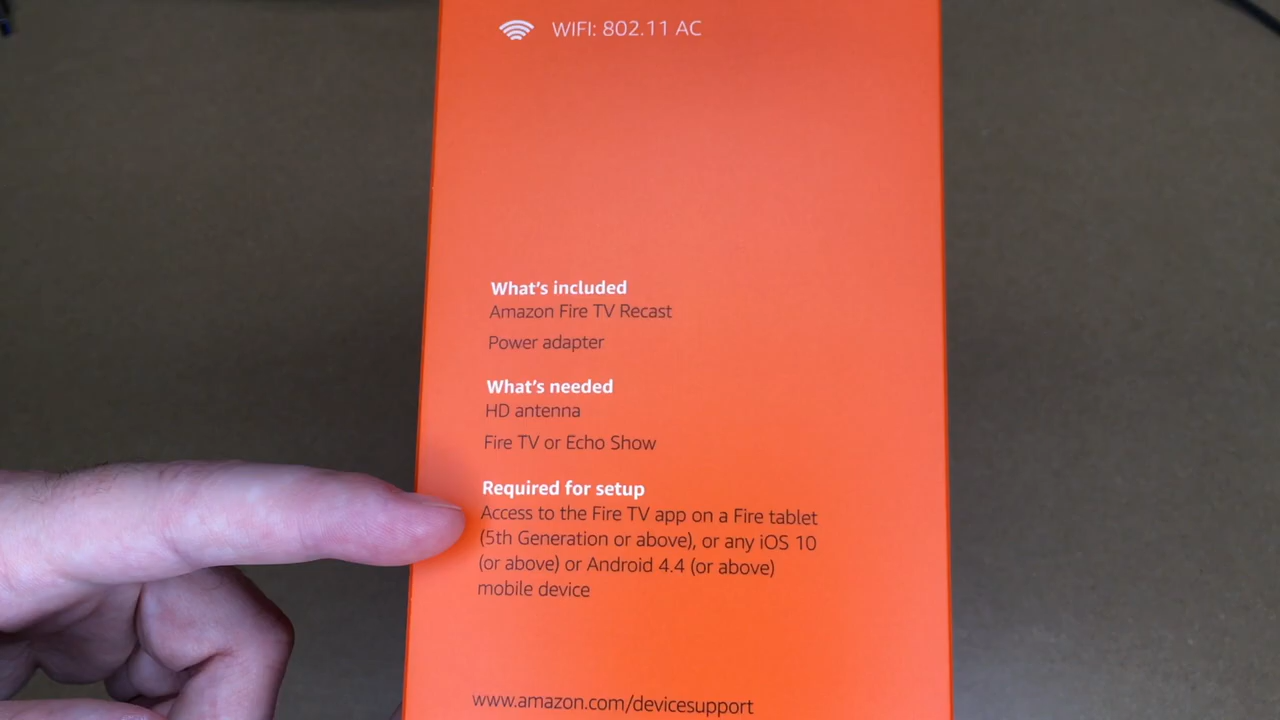 WIFI: 802.11 AC
What's included
Amazon Fire TV Recast
Power adapter
What's needed
HD antenna
Fire TV or Echo Show
Required for setup
Access to the Fire TV app on a Fire tablet
(5th Generation or above), or any iOS 10
(or above) or Android 4.4 (or above)
mobile device
www.amazon.com/devicesupport